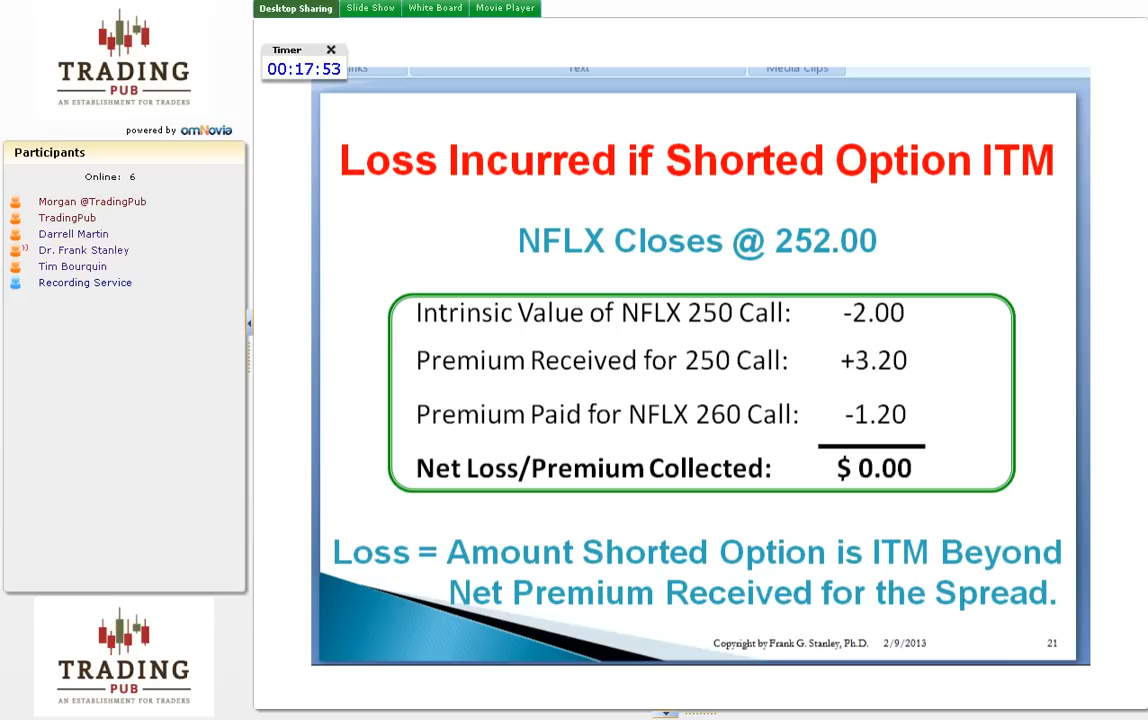 Desktop Sharing
Slide Show
White Board
Movie Player
Timer
00:17:53
Text
Media Clips
TRADING
PUB
AN ESTABLISHMENT FOR TRADERS
powered by omNovia
Participants
Online: 6
Morgan @TradingPub
TradingPub
Darrell Martin
Dr. Frank Stanley
Tim Bourquin
Recording Service
Loss Incurred if Shorted Option ITM
NFLX Closes @ 252.00
Intrinsic Value of NFLX 250 Call: -2.00
Premium Received for 250 Call: +3.20
Premium Paid for NFLX 260 Call: -1.20
Net Loss/Premium Collected: $ 0.00
Loss = Amount Shorted Option is ITM Beyond
Net Premium Received for the Spread.
Copyright by Frank G. Stanley, Ph.D. 2/9/2013 21
TRADING
PUB
AN ESTABLISHMENT FOR TRADERS